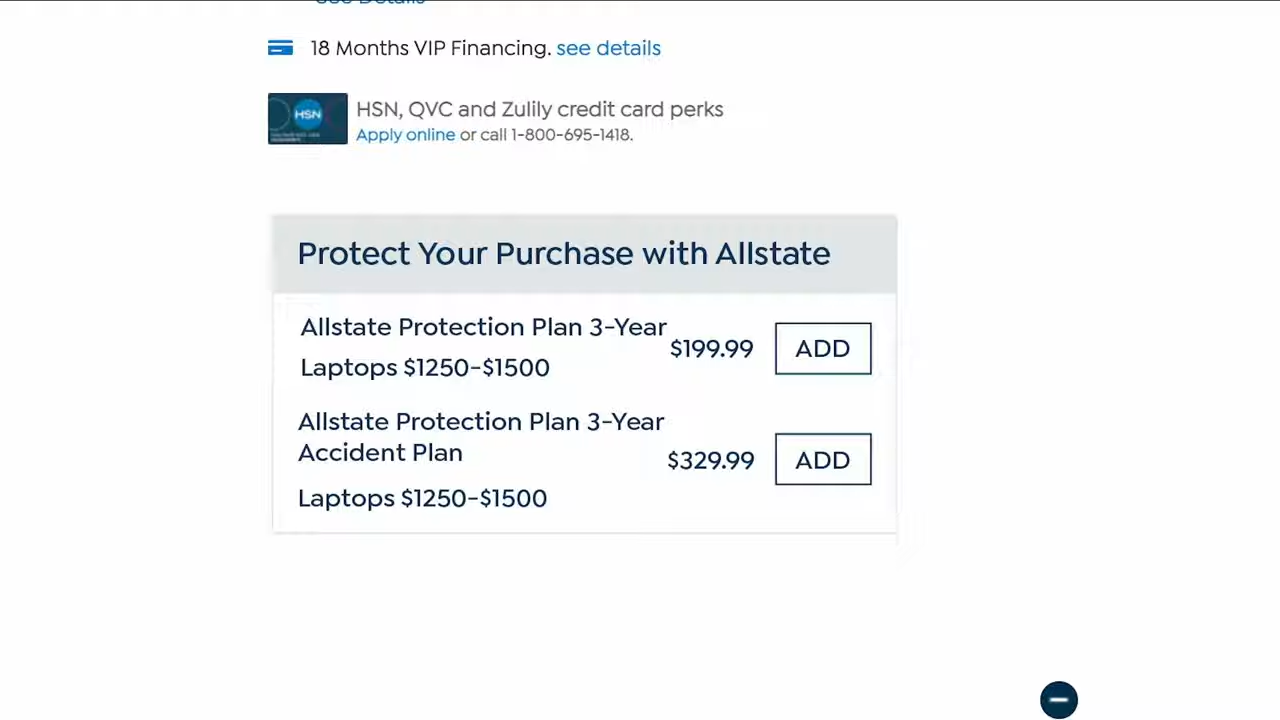 See Details
18 Months VIP Financing. see details
HSN
HSN, QVC and Zulily credit card perks
Apply online or call 1-800-695-1418.
Protect Your Purchase with Allstate
Allstate Protection Plan 3-Year
Laptops $1250-$1500
$199.99
ADD
Allstate Protection Plan 3-Year
Accident Plan
Laptops $1250-$1500
$329.99
ADD